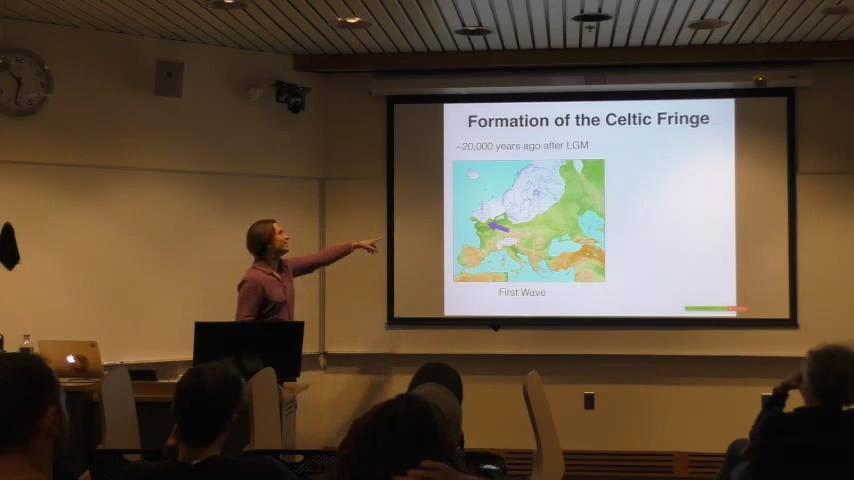 Formation of the Celtic Fringe
~20,000 years ago after LGM
First Wave